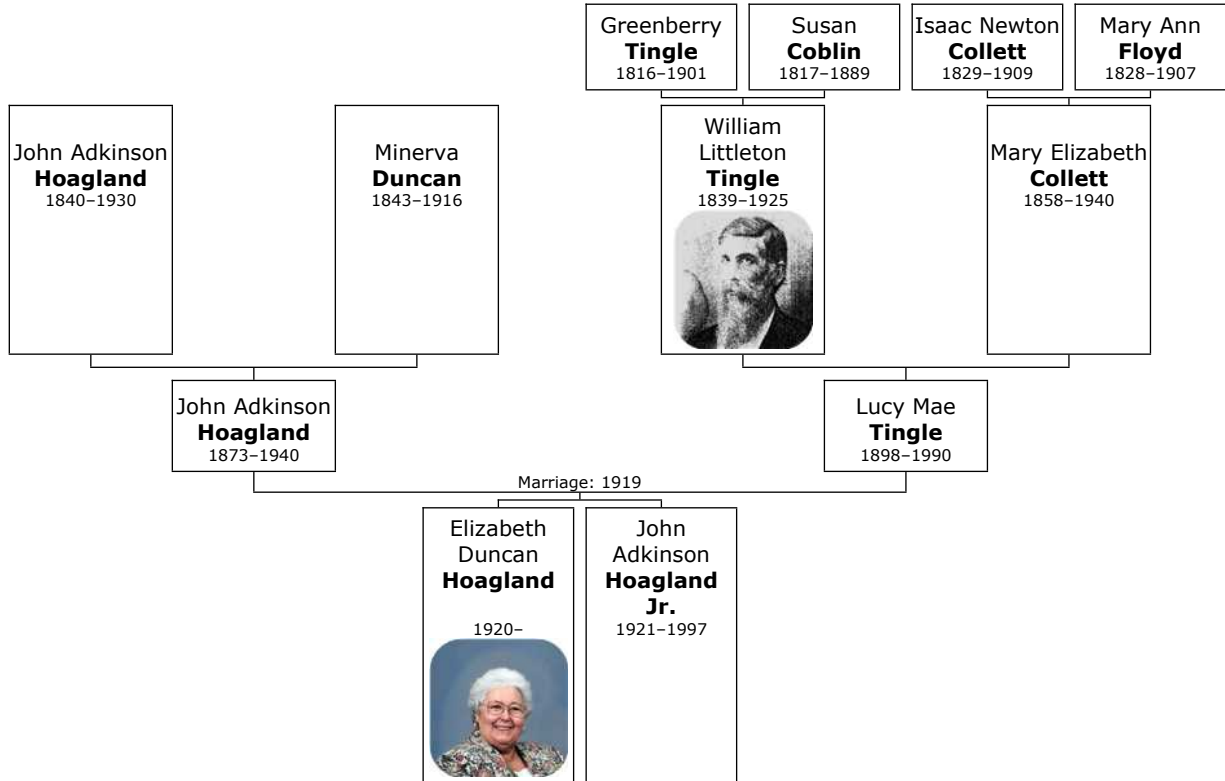 Greenberry
Tingle
1816–1901
Susan
Coblin
1817–1889
Isaac Newton
Collett
1829–1909
Mary Ann
Floyd
1828–1907
John Adkinson
Hoagland
1840–1930
Minerva
Duncan
1843–1916
William
Littleton
Tingle
1839–1925
Mary Elizabeth
Collett
1858–1940
John Adkinson
Hoagland
1873–1940
Lucy Mae
Tingle
1898–1990
Marriage: 1919
Elizabeth
Duncan
Hoagland
1920–
John
Adkinson
Hoagland
Jr.
1921–1997